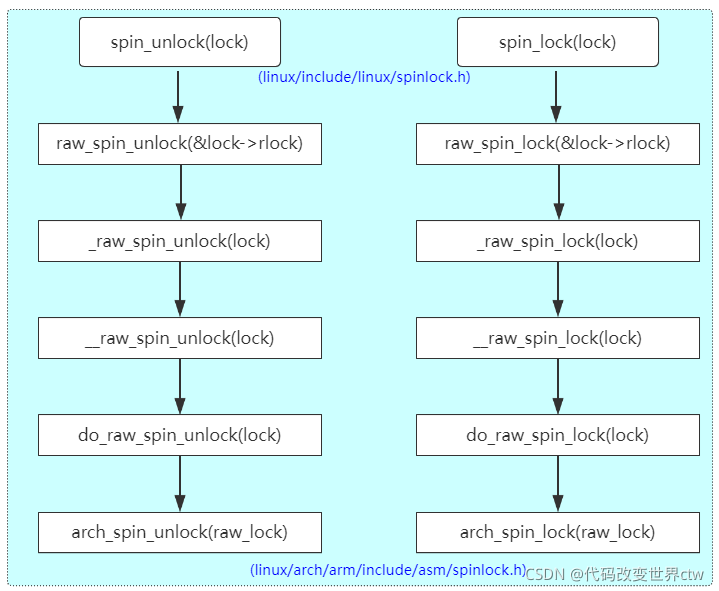 spin_unlock(lock)
spin_lock(lock)
(linux/include/linux/spinlock.h)
raw_spin_unlock(&lock->rlock)
raw_spin_lock(&lock->rlock)
_raw_spin_unlock(lock)
_raw_spin_lock(lock)
__raw_spin_unlock(lock)
__raw_spin_lock(lock)
do_raw_spin_unlock(lock)
do_raw_spin_lock(lock)
arch_spin_unlock(raw_lock)
arch_spin_lock(raw_lock)
(linux/arch/arm/include/asm/spinlock.h)
CSDN @代码改变世界ctw